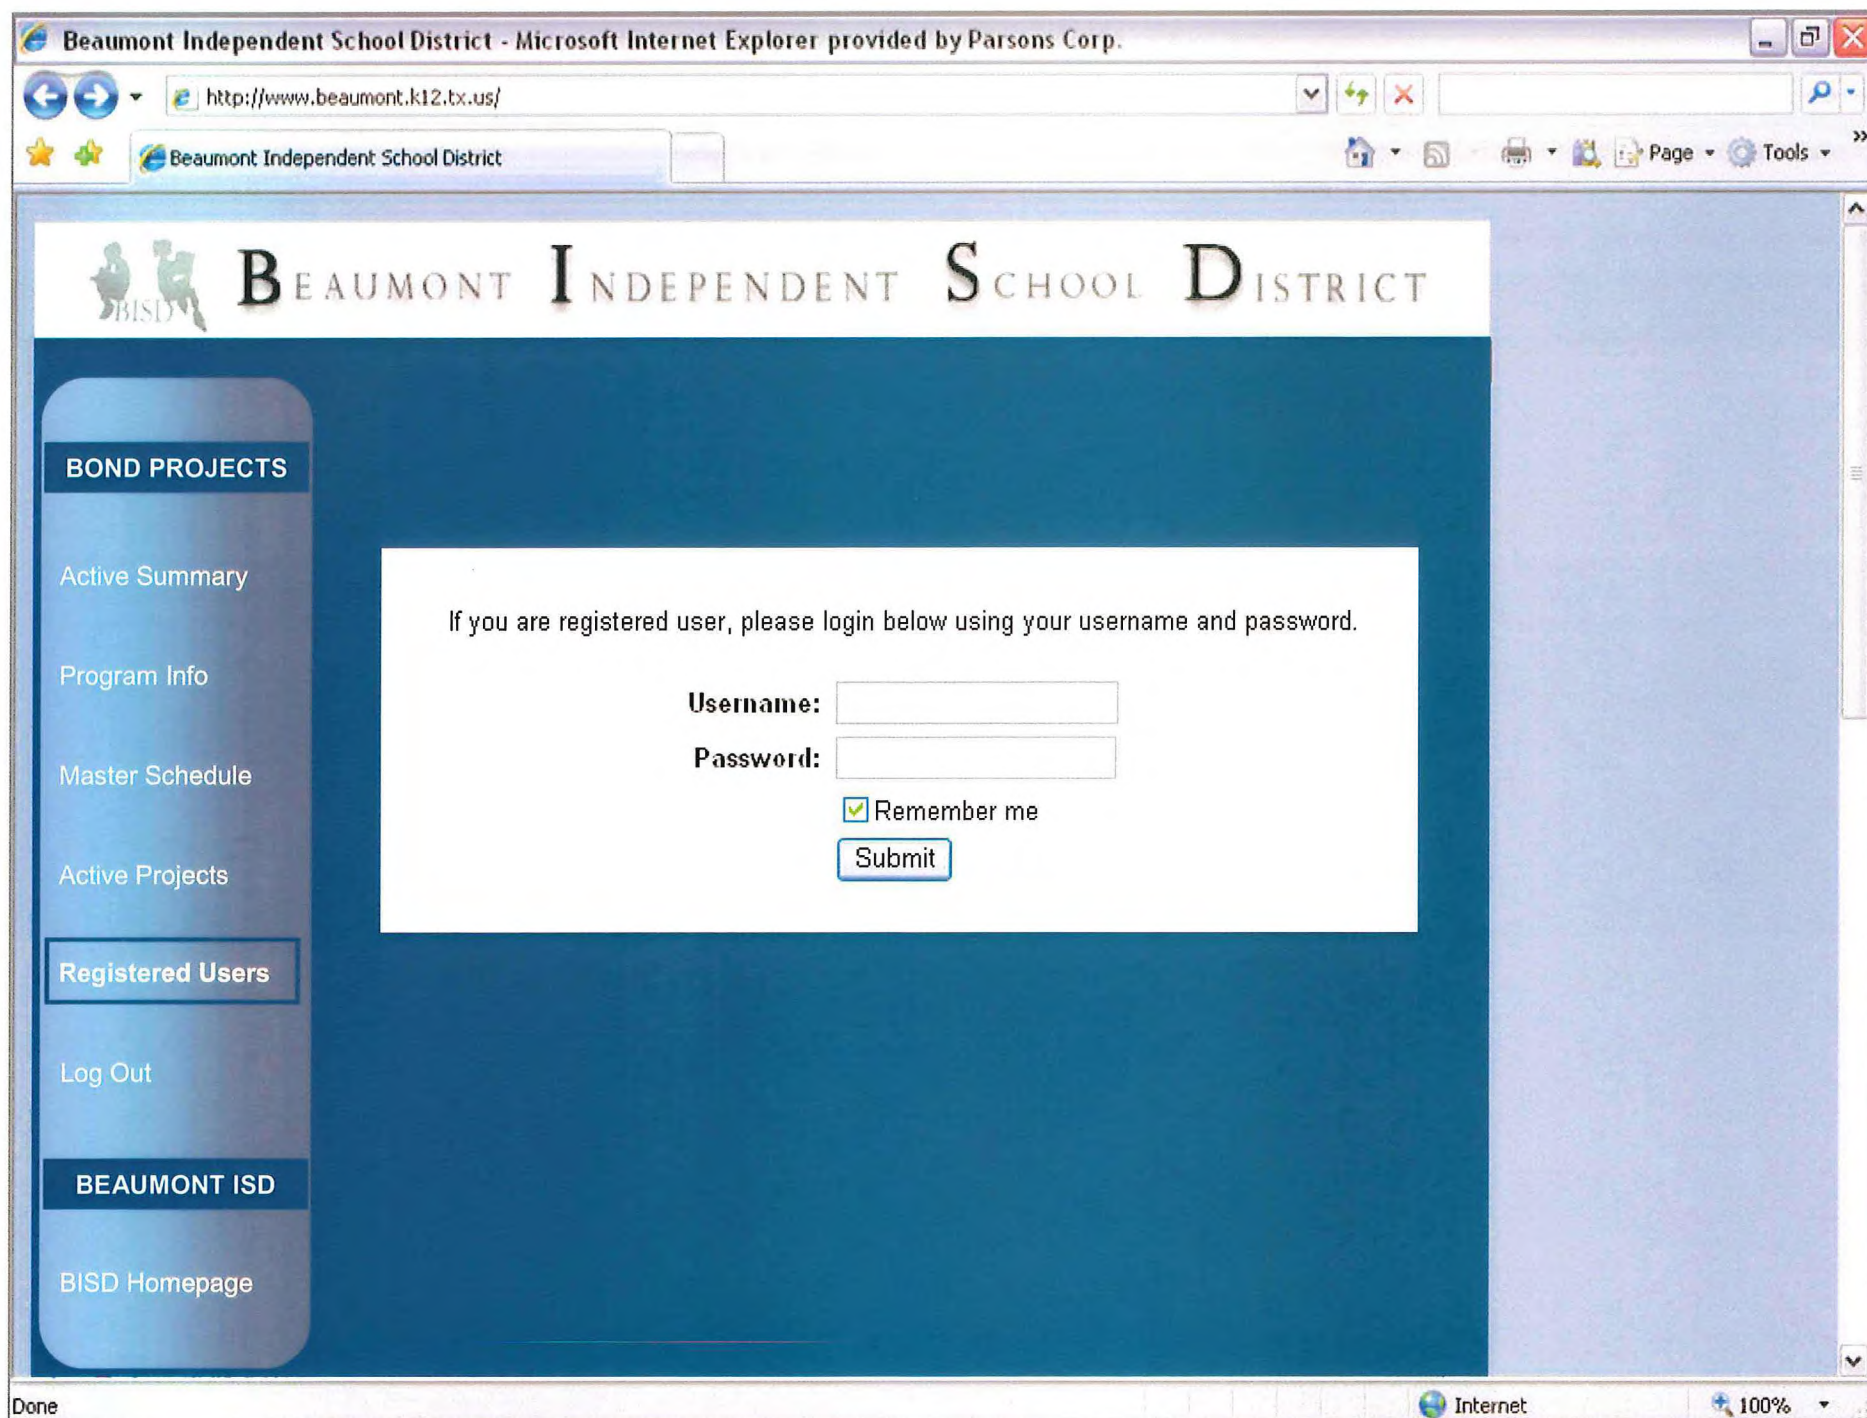 Beaumont Independent School District - Microsoft Internet Explorer provided by Parsons Corp.
http://www.beaumont.k12.tx.us/
Beaumont Independent School District
Page
Tools
BISD
BEAUMONT INDEPENDENT SCHOOL DISTRICT
BOND PROJECTS
Active Summary
Program Info
Master Schedule
Active Projects
Registered Users
Log Out
BEAUMONT ISD
BISD Homepage
If you are registered user, please login below using your username and password.
Username:
Password:
Remember me
Submit
Done
Internet
100%